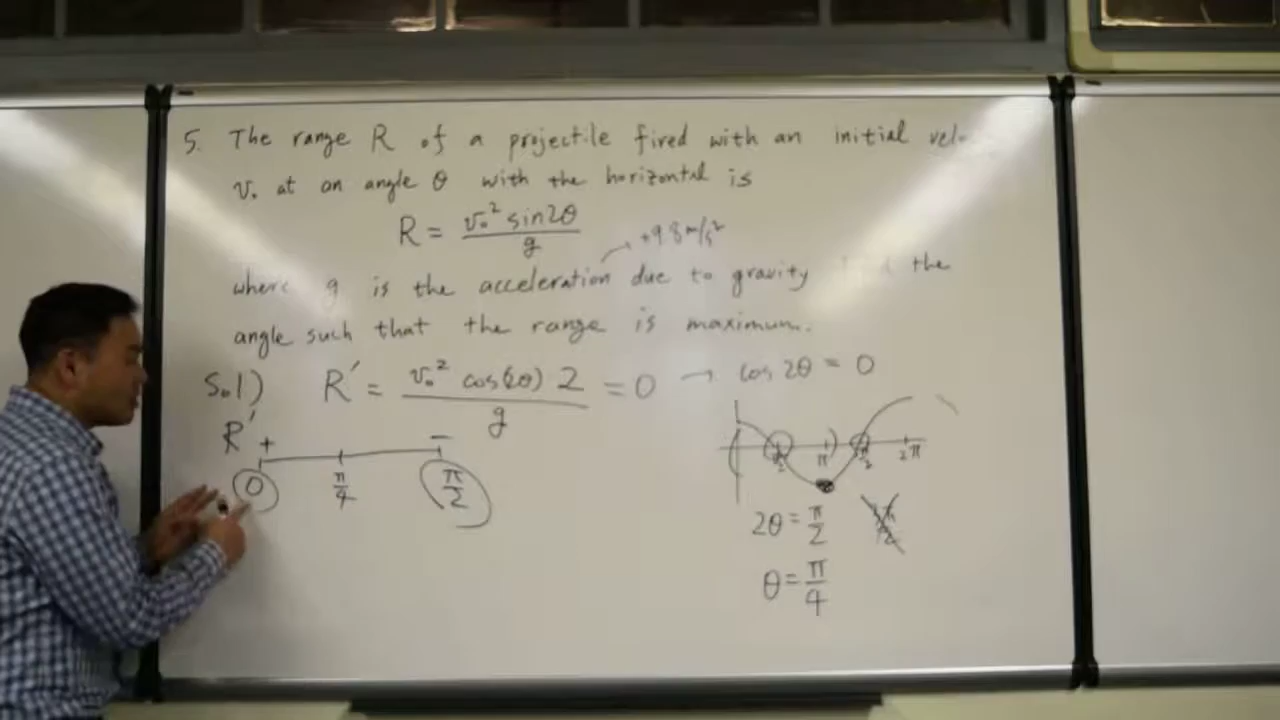 5. The range R of a projectile fired with an initial velo
v₀ at an angle θ with the horizontal is
R = v₀² sin2θ / g
+9.8 m/s²
where g is the acceleration due to gravity the
angle such that the range is maximum.
Sol) R' = v₀² cos(2θ) 2 / g = 0 → cos 2θ = 0
R' + −
0 π/4 π/2
π 2π
2θ = π/2
θ = π/4